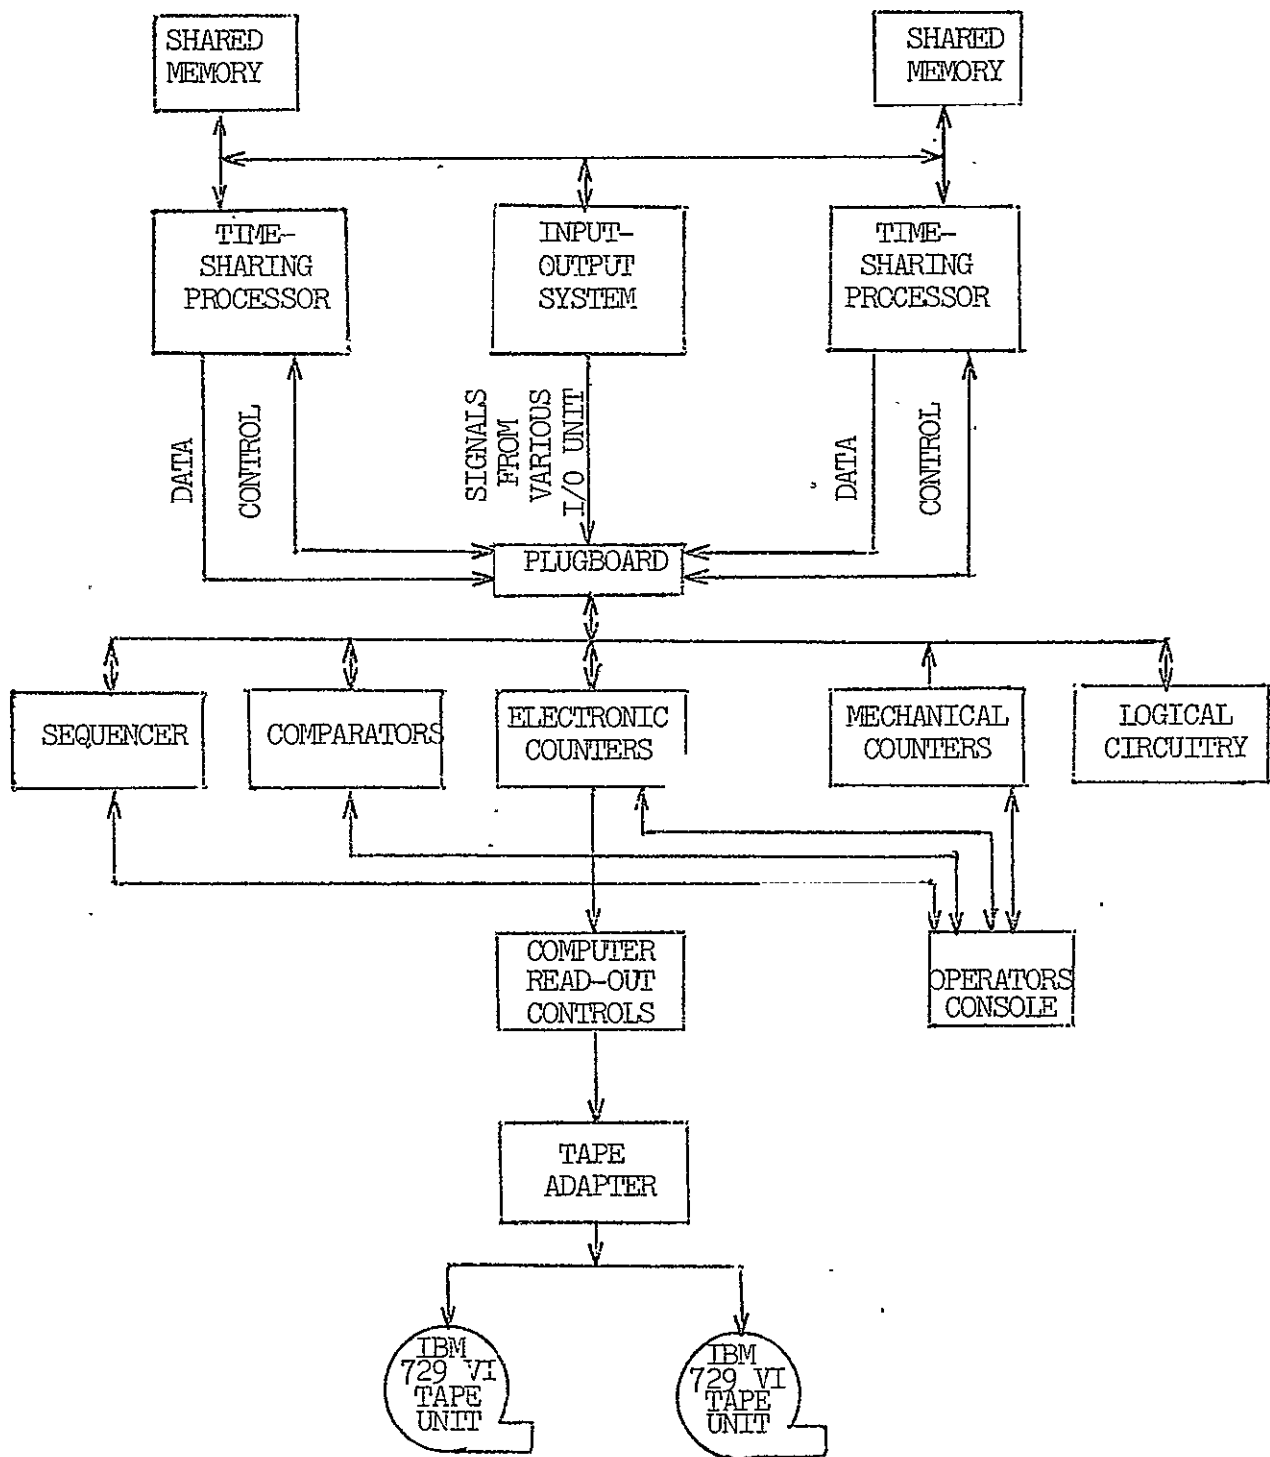 SHARED
MEMORY
SHARED
MEMORY
TIME-
SHARING
PROCESSOR
INPUT-
OUTPUT
SYSTEM
TIME-
SHARING
PROCESSOR
DATA
CONTROL
SIGNALS
FROM
VARIOUS
I/O UNIT
DATA
CONTROL
PLUGBOARD
SEQUENCER
COMPARATORS
ELECTRONIC
COUNTERS
MECHANICAL
COUNTERS
LOGICAL
CIRCUITRY
COMPUTER
READ-OUT
CONTROLS
OPERATORS
CONSOLE
TAPE
ADAPTER
IBM
729 VI
TAPE
UNIT
IBM
729 VI
TAPE
UNIT